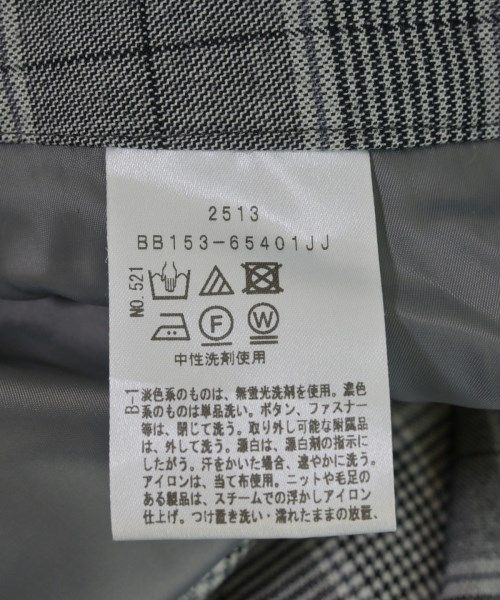 2513
BB153-65401JJ
NO.521
F
W
中性洗剤使用
B-1
淡色系のものは、無蛍光洗剤を使用。濃色
系のものは単品洗い。ボタン、ファスナー
等は、閉じて洗う。取り外し可能な附属品
は、外して洗う。漂白は、漂白剤の指示に
したがう。汗をかいた場合、速やかに洗う。
アイロンは、当て布使用。ニットや毛足の
ある製品は、スチームでの浮かしアイロン
仕上げ。つけ置き洗い・濡れたままの放置、